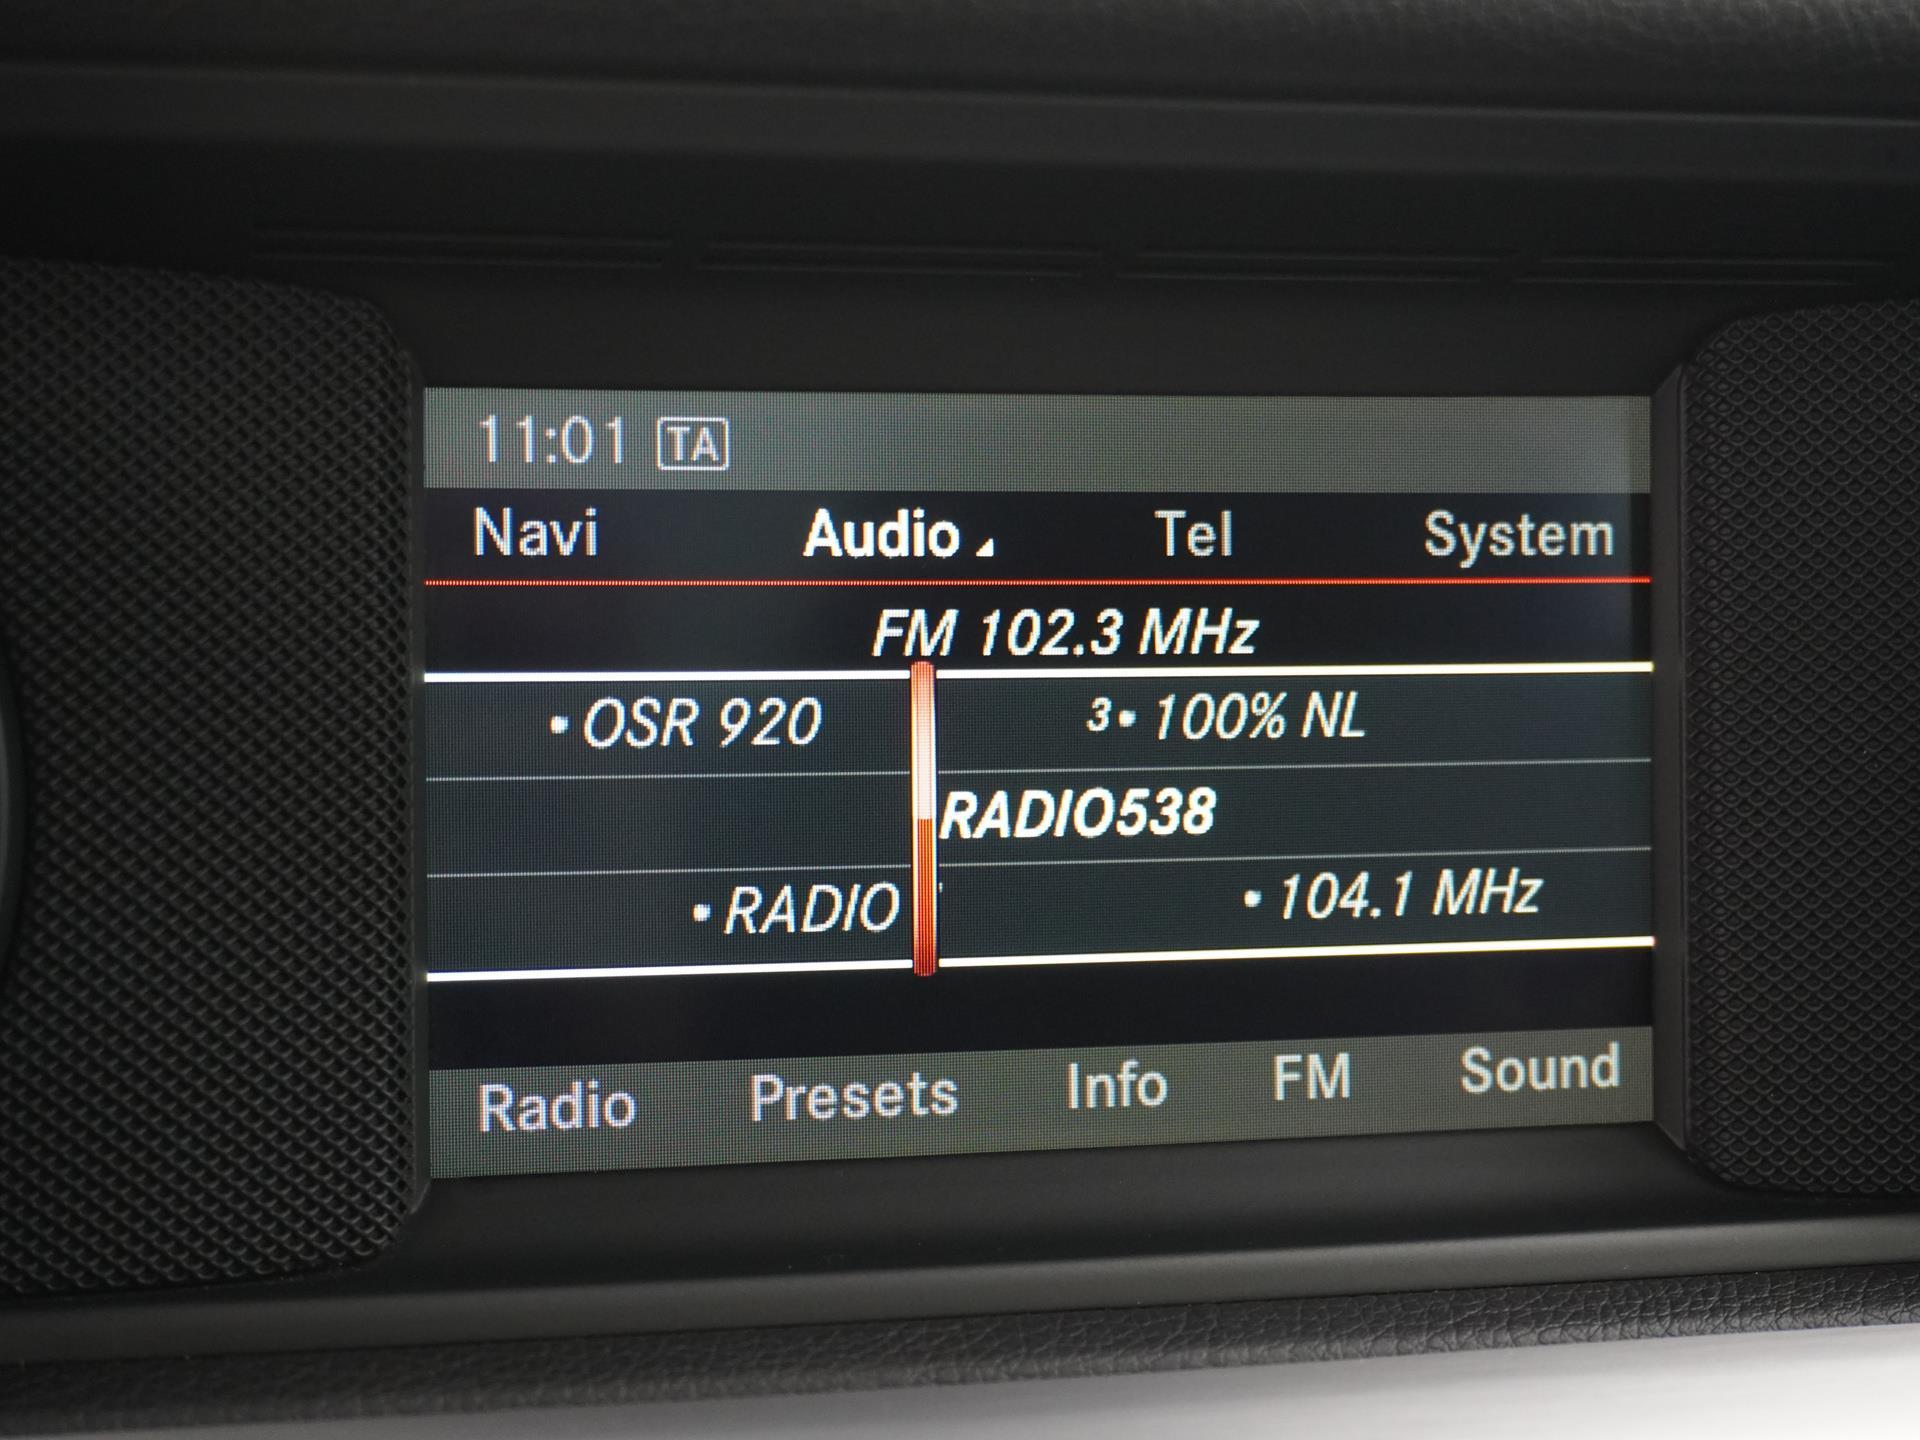 11:01 TA
Navi Audio Tel System
FM 102.3 MHz
•OSR 920 3•100% NL
RADIO538
•RADIO •104.1 MHz
Radio Presets Info FM Sound